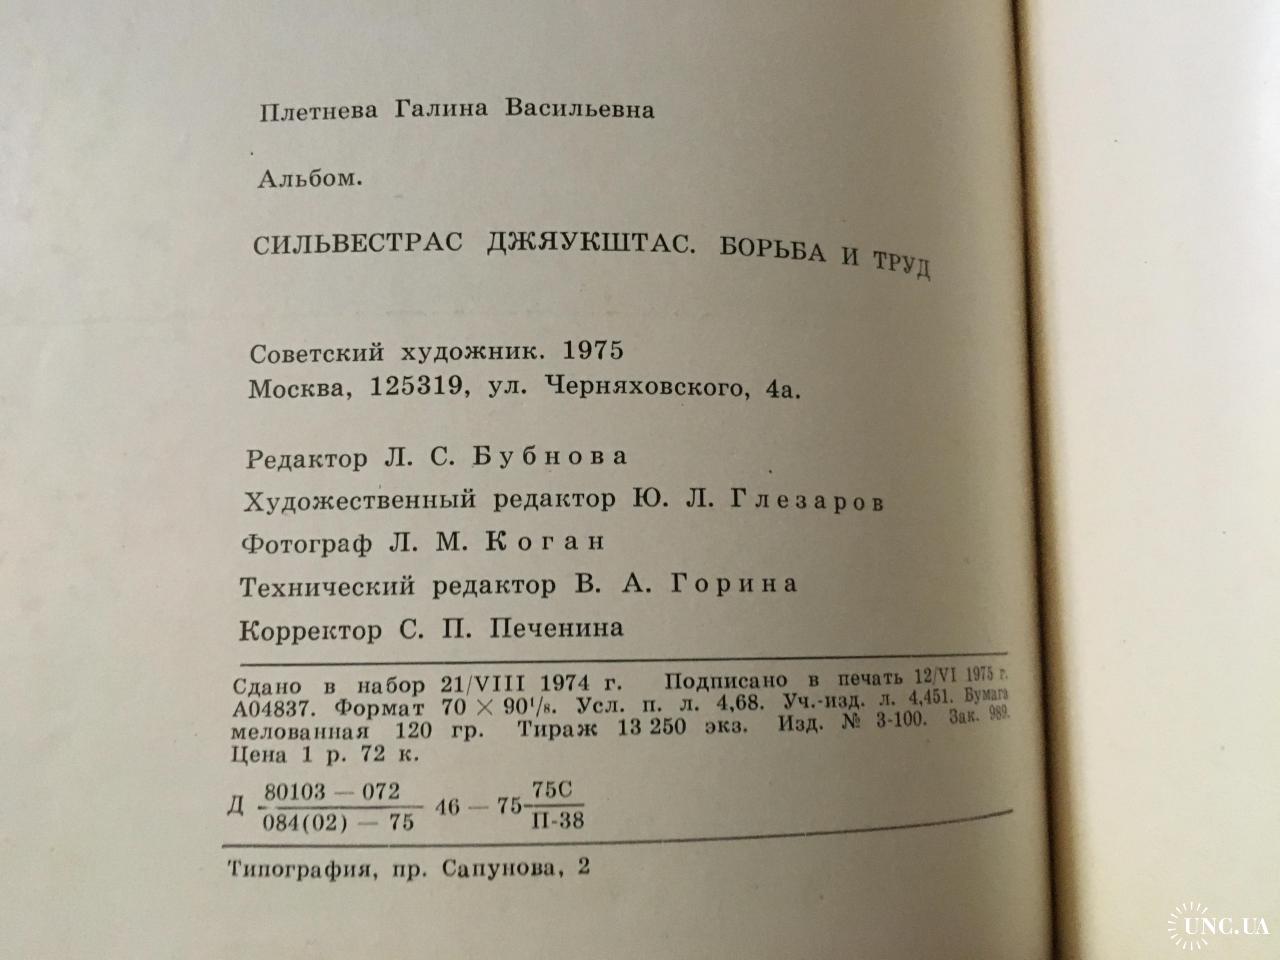 Плетнева Галина Васильевна
Альбом.
СИЛЬВЕСТРАС ДЖЯУКШТАС. БОРЬБА И ТРУД
Советский художник. 1975
Москва, 125319, ул. Черняховского, 4а.
Редактор Л. С. Бубнова
Художественный редактор Ю. Л. Глезаров
Фотограф Л. М. Коган
Технический редактор В. А. Горина
Корректор С. П. Печенина
Сдано в набор 21/VIII 1974 г. Подписано в печать 12/VI 1975 г.
А04837. Формат 70 × 90¹/₈. Усл. п. л. 4,68. Уч.-изд. л. 4,451. Бумага
мелованная 120 гр. Тираж 13 250 экз. Изд. № 3-100. Зак. 989.
Цена 1 р. 72 к.
Д 80103 — 072 / 084(02) — 75 46 — 75 75С / П-38
Типография, пр. Сапунова, 2
UNC.UA